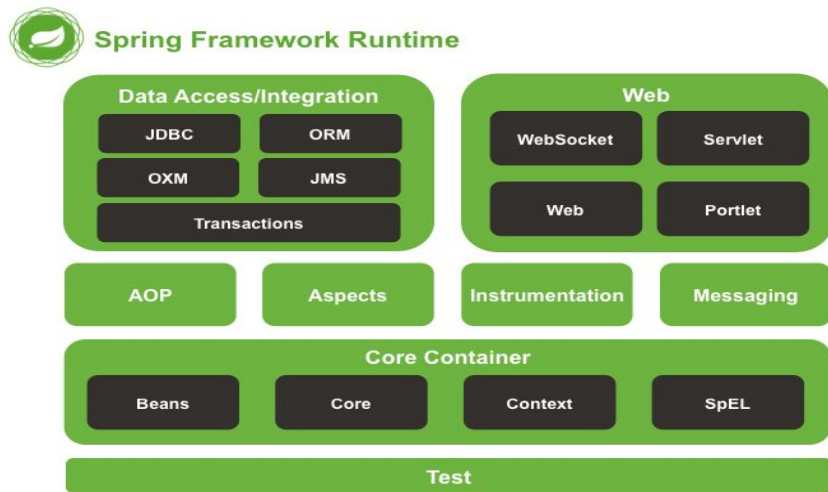 Spring Framework Runtime
Data Access/Integration
JDBC
ORM
OXM
JMS
Transactions
Web
WebSocket
Servlet
Web
Portlet
AOP
Aspects
Instrumentation
Messaging
Core Container
Beans
Core
Context
SpEL
Test